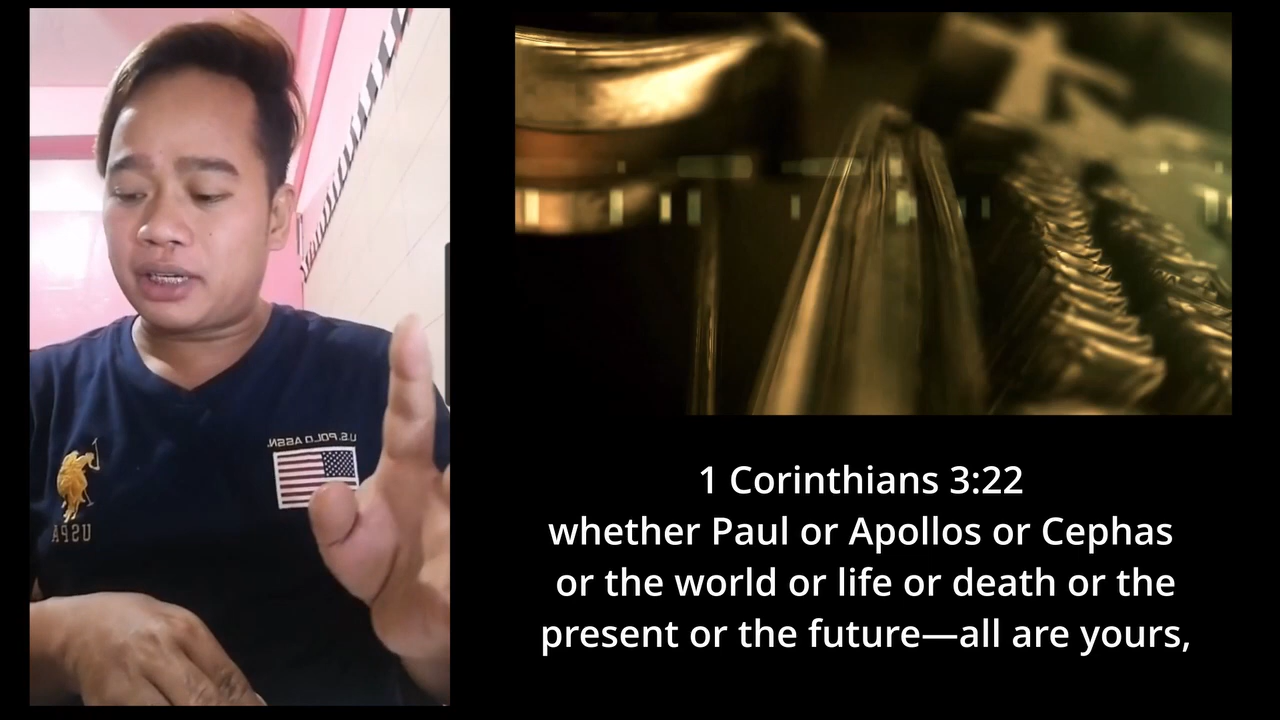 U.S. POLO ASSN.
USPA
1 Corinthians 3:22
whether Paul or Apollos or Cephas
or the world or life or death or the
present or the future—all are yours,